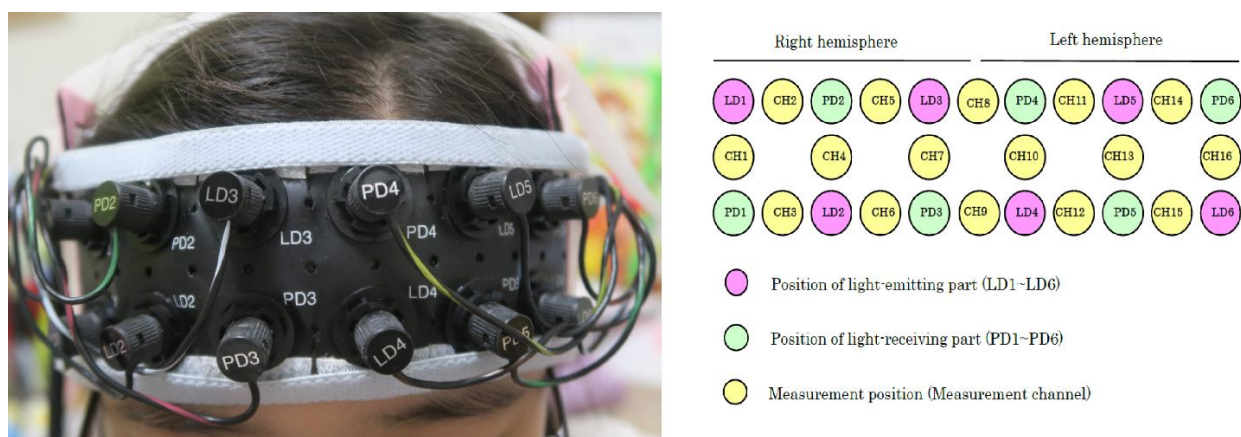 PD2 LD3 PD4 LD5 PD6
PD2 LD3 PD4 LD5
LD2 PD3 LD4
LD2 PD3 LD4 PD5
Right hemisphere Left hemisphere
LD1 CH2 PD2 CH5 LD3 CH8 PD4 CH11 LD5 CH14 PD6
CH1 CH4 CH7 CH10 CH13 CH16
PD1 CH3 LD2 CH6 PD3 CH9 LD4 CH12 PD5 CH15 LD6
Position of light-emitting part (LD1~LD6)
Position of light-receiving part (PD1~PD6)
Measurement position (Measurement channel)